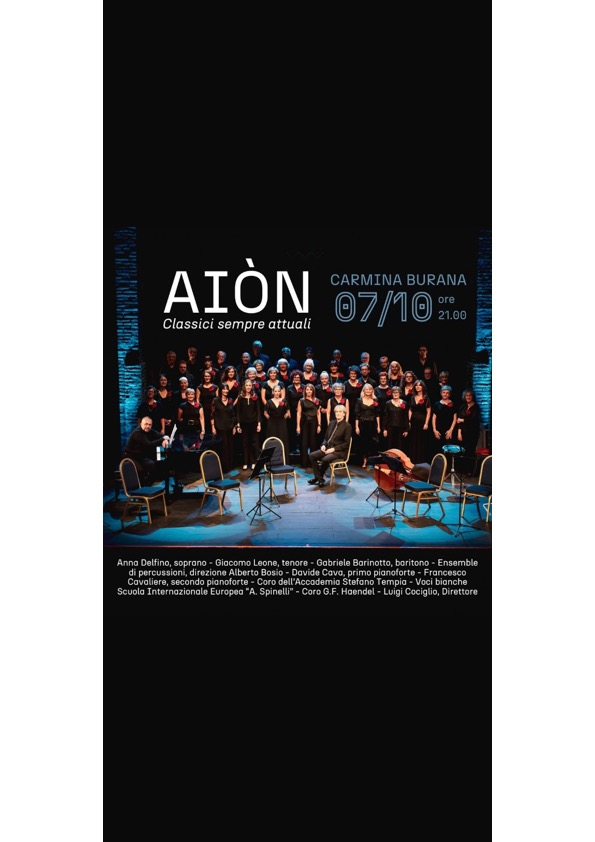 AIÒN
Classici sempre attuali
CARMINA BURANA
07/10 ore
21.00
Anna Delfino, soprano - Giacomo Leone, tenore - Gabriele Barinotto, baritono - Ensemble
di percussioni, direzione Alberto Bosio - Davide Cava, primo pianoforte - Francesco
Cavaliere, secondo pianoforte - Coro dell'Accademia Stefano Tempia - Voci bianche
Scuola Internazionale Europea "A. Spinelli" - Coro G.F. Haendel - Luigi Cociglio, Direttore